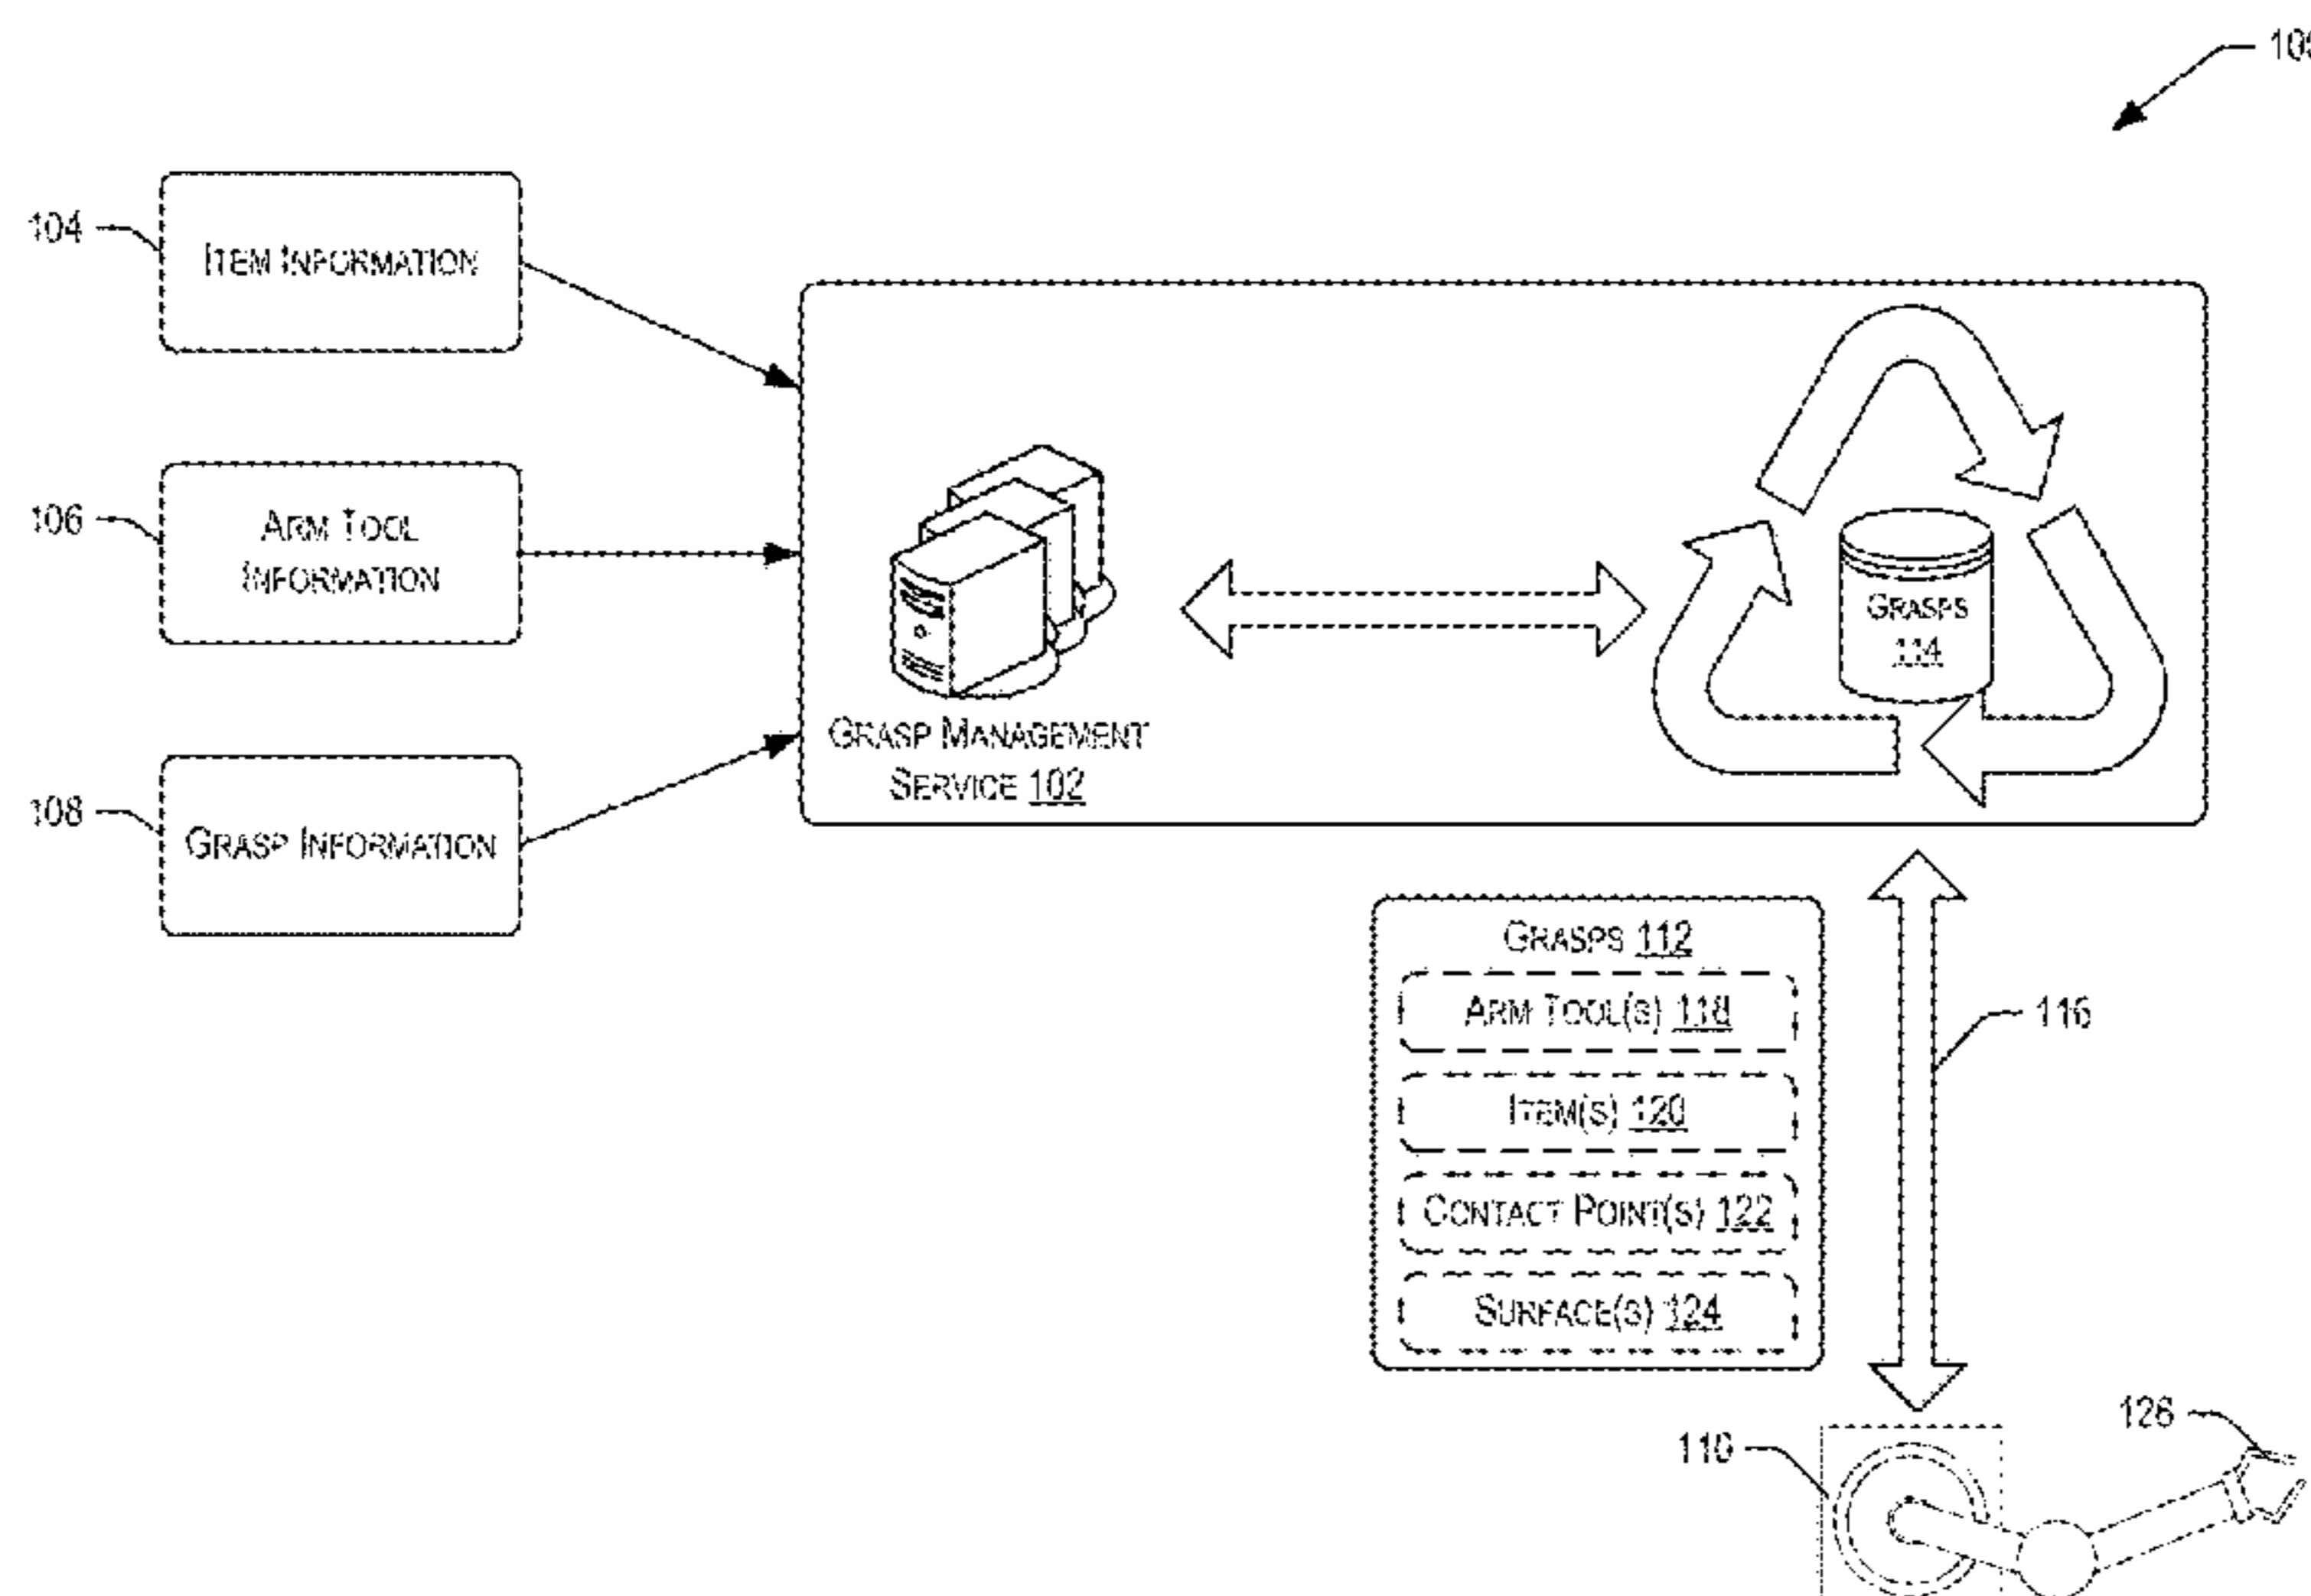 104
ITEM INFORMATION
106
ARM TOOL
INFORMATION
108
GRASP INFORMATION
GRASP MANAGEMENT
SERVICE 102
GRASPS
114
GRASPS 112
ARM TOOL(S) 118
ITEM(S) 120
CONTACT POINT(S) 122
SURFACE(S) 124
116
110
126